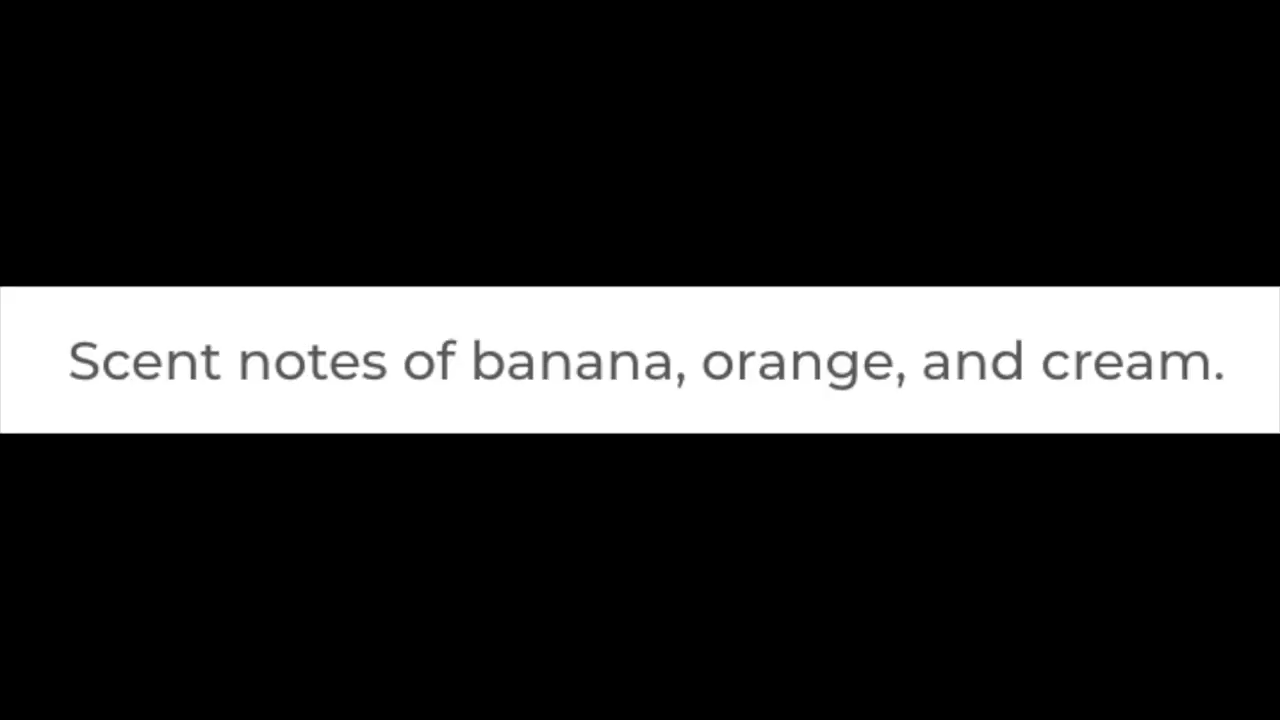 Scent notes of banana, orange, and cream.